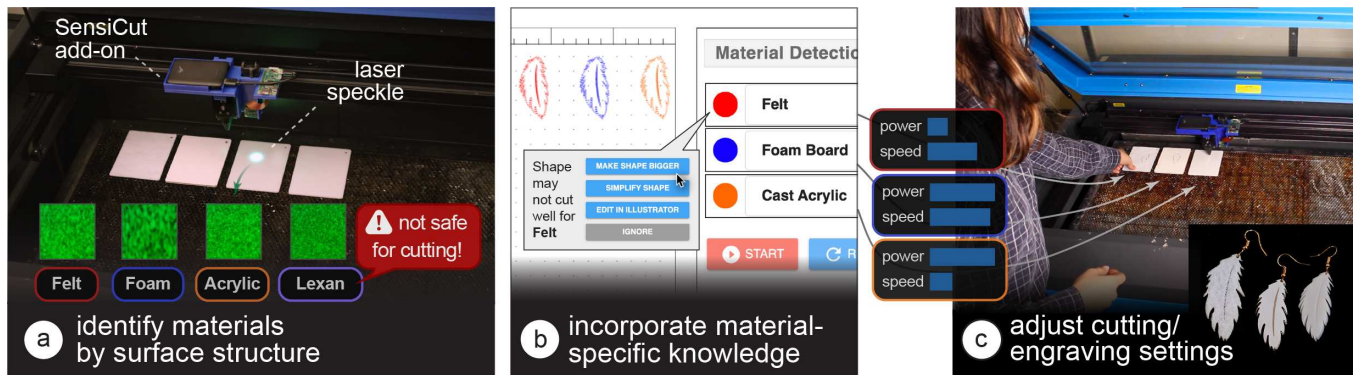 SensiCut
add-on
laser
speckle
not safe
for cutting!
Felt
Foam
Acrylic
Lexan
a
identify materials
by surface structure
Material Detectio
Felt
Foam Board
Cast Acrylic
Shape
may
not cut
well for
Felt
MAKE SHAPE BIGGER
SIMPLIFY SHAPE
EDIT IN ILLUSTRATOR
IGNORE
START
R
b
incorporate material-
specific knowledge
power
speed
power
speed
power
speed
c
adjust cutting/
engraving settings